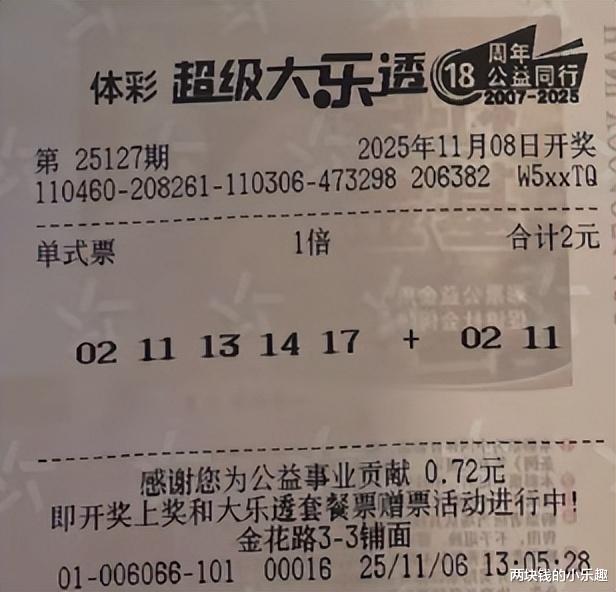 体彩 超级大乐透 18 周年 公益同行 2007-2025
第 25127期 2025年11月08日开奖
110460-208261-110306-473298 206382 W5xxTQ
单式票 1倍 合计2元
02 11 13 14 17 + 02 11
感谢您为公益事业贡献 0.72元
即开奖上奖和大乐透套餐票赠票活动进行中!
金花路3-3铺面
01-006066-101 00016 25/11/06 13:05:28
两块钱的小乐趣